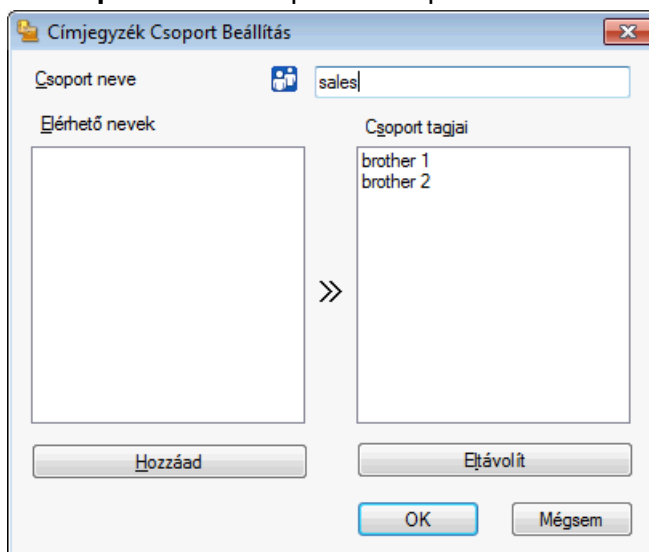 Címjegyzék Csoport Beállítás
Csoport neve
sales
Elérhető nevek
Csoport tagjai
brother 1
brother 2
Hozzáad
Eltávolít
OK
Mégsem